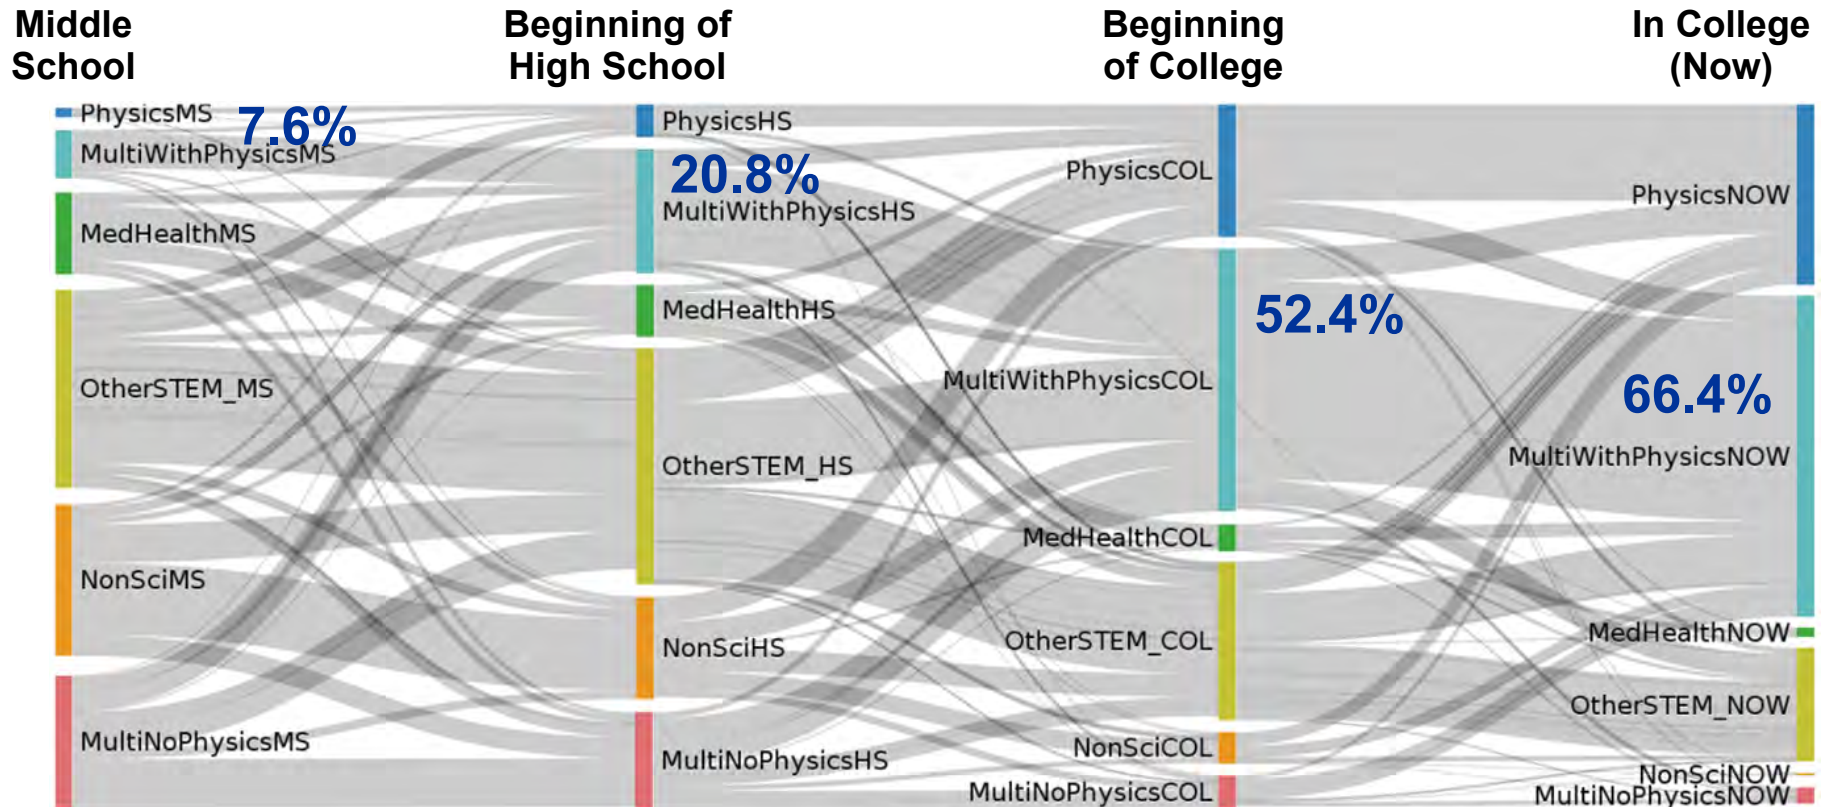 Middle
School
Beginning of
High School
Beginning
of College
In College
(Now)
PhysicsMS
7.6%
MultiWithPhysicsMS
MedHealthMS
OtherSTEM_MS
NonSciMS
MultiNoPhysicsMS
PhysicsHS
20.8%
MultiWithPhysicsHS
MedHealthHS
OtherSTEM_HS
NonSciHS
MultiNoPhysicsHS
PhysicsCOL
52.4%
MultiWithPhysicsCOL
MedHealthCOL
OtherSTEM_COL
NonSciCOL
MultiNoPhysicsCOL
PhysicsNOW
66.4%
MultiWithPhysicsNOW
MedHealthNOW
OtherSTEM_NOW
NonSciNOW
MultiNoPhysicsNOW